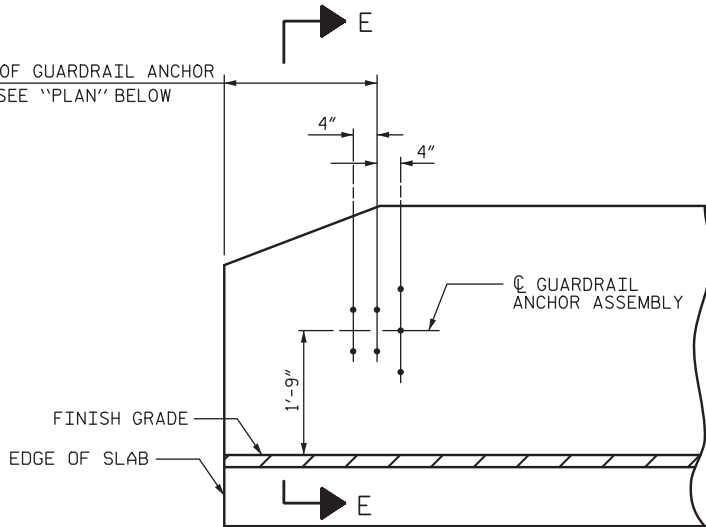 E
OF GUARDRAIL ANCHOR
SEE "PLAN" BELOW
4"
4"
℄ GUARDRAIL
ANCHOR ASSEMBLY
1'-9"
FINISH GRADE
EDGE OF SLAB
E